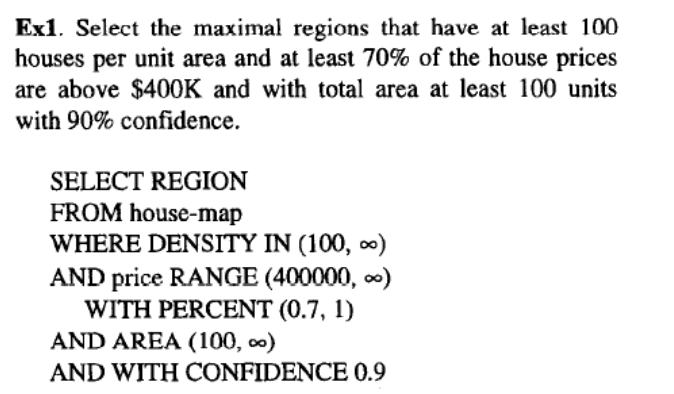 Ex1. Select the maximal regions that have at least 100
houses per unit area and at least 70% of the house prices
are above $400K and with total area at least 100 units
with 90% confidence.
SELECT REGION
FROM house-map
WHERE DENSITY IN (100, ∞)
AND price RANGE (400000, ∞)
WITH PERCENT (0.7, 1)
AND AREA (100, ∞)
AND WITH CONFIDENCE 0.9